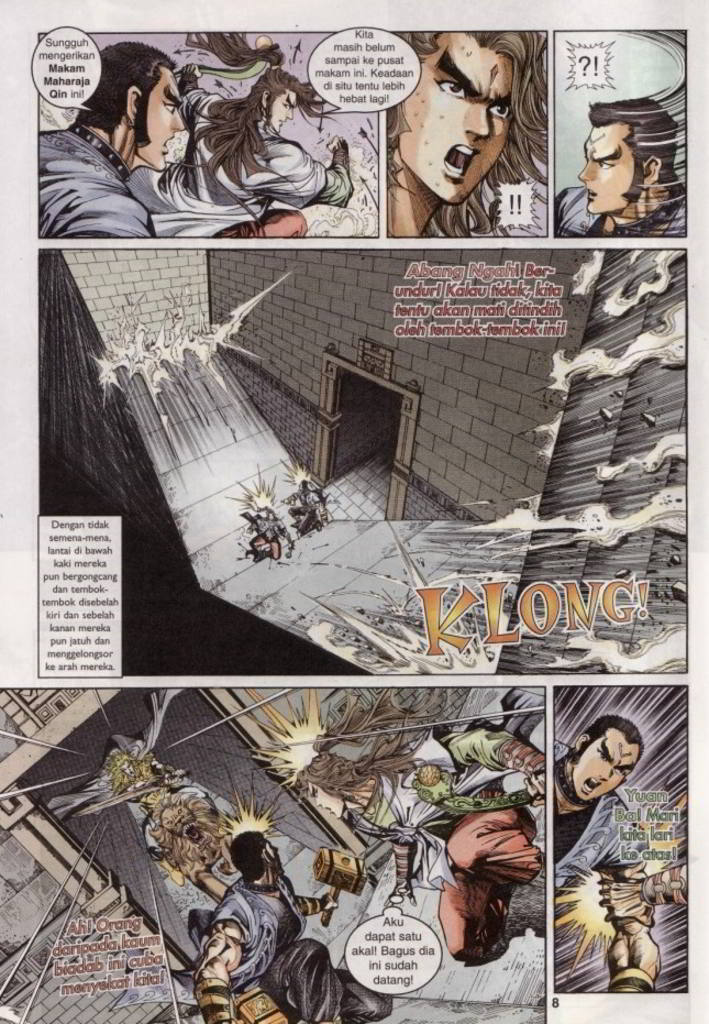 Sungguh
mengerikan
Makam
Maharaja
Qin ini!
Kita
masih belum
sampai ke pusat
makam ini. Keadaan
di situ tentu lebih
hebat lagi!
!!
?!
Abang Ngah! Ber-
undur! Kalau tidak, kita
tentu akan mati ditindih
oleh tembok-tembok ini!
Dengan tidak
semena-mena,
lantai di bawah
kaki mereka
pun bergongcang
dan tembok-
tembok disebelah
kiri dan sebelah
kanan mereka
pun jatuh dan
menggelongsor
ke arah mereka.
KLONG!
Ah! Orang
daripada kaum
biadab ini cuba
menyekat kita!
Aku
dapat satu
akal! Bagus dia
ini sudah
datang!
Yuan
Ba! Mari
kita lari
ke atas!
8